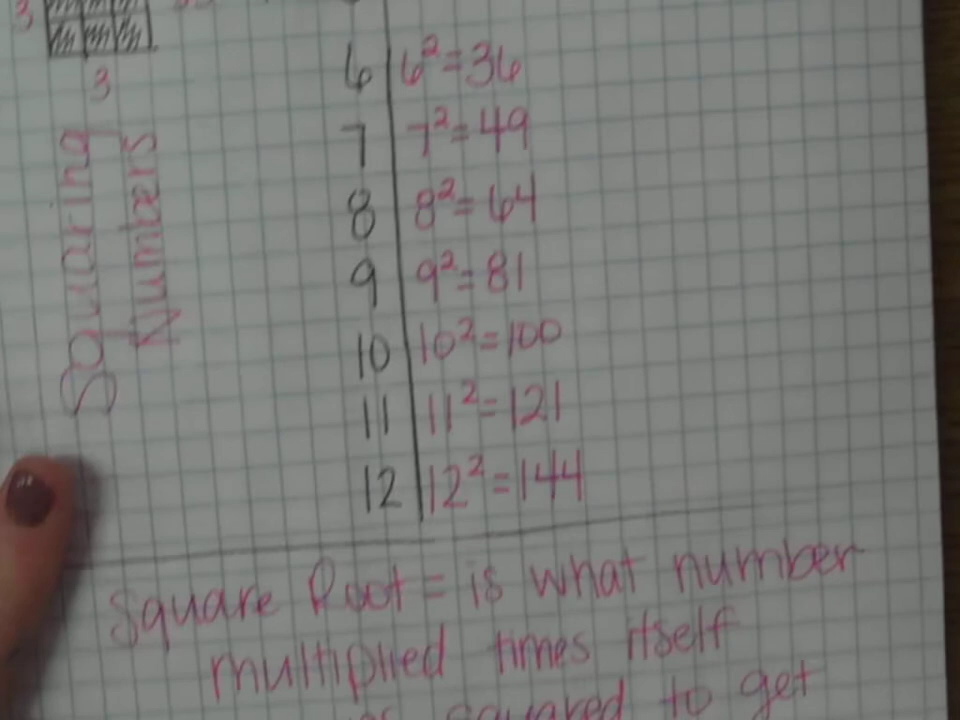 3
3
Squaring
Numbers
6 6²=36
7 7²=49
8 8²=64
9 9²=81
10 10²=100
11 11²=121
12 12²=144
Square Root = is what number
multiplied times itself
squared to get